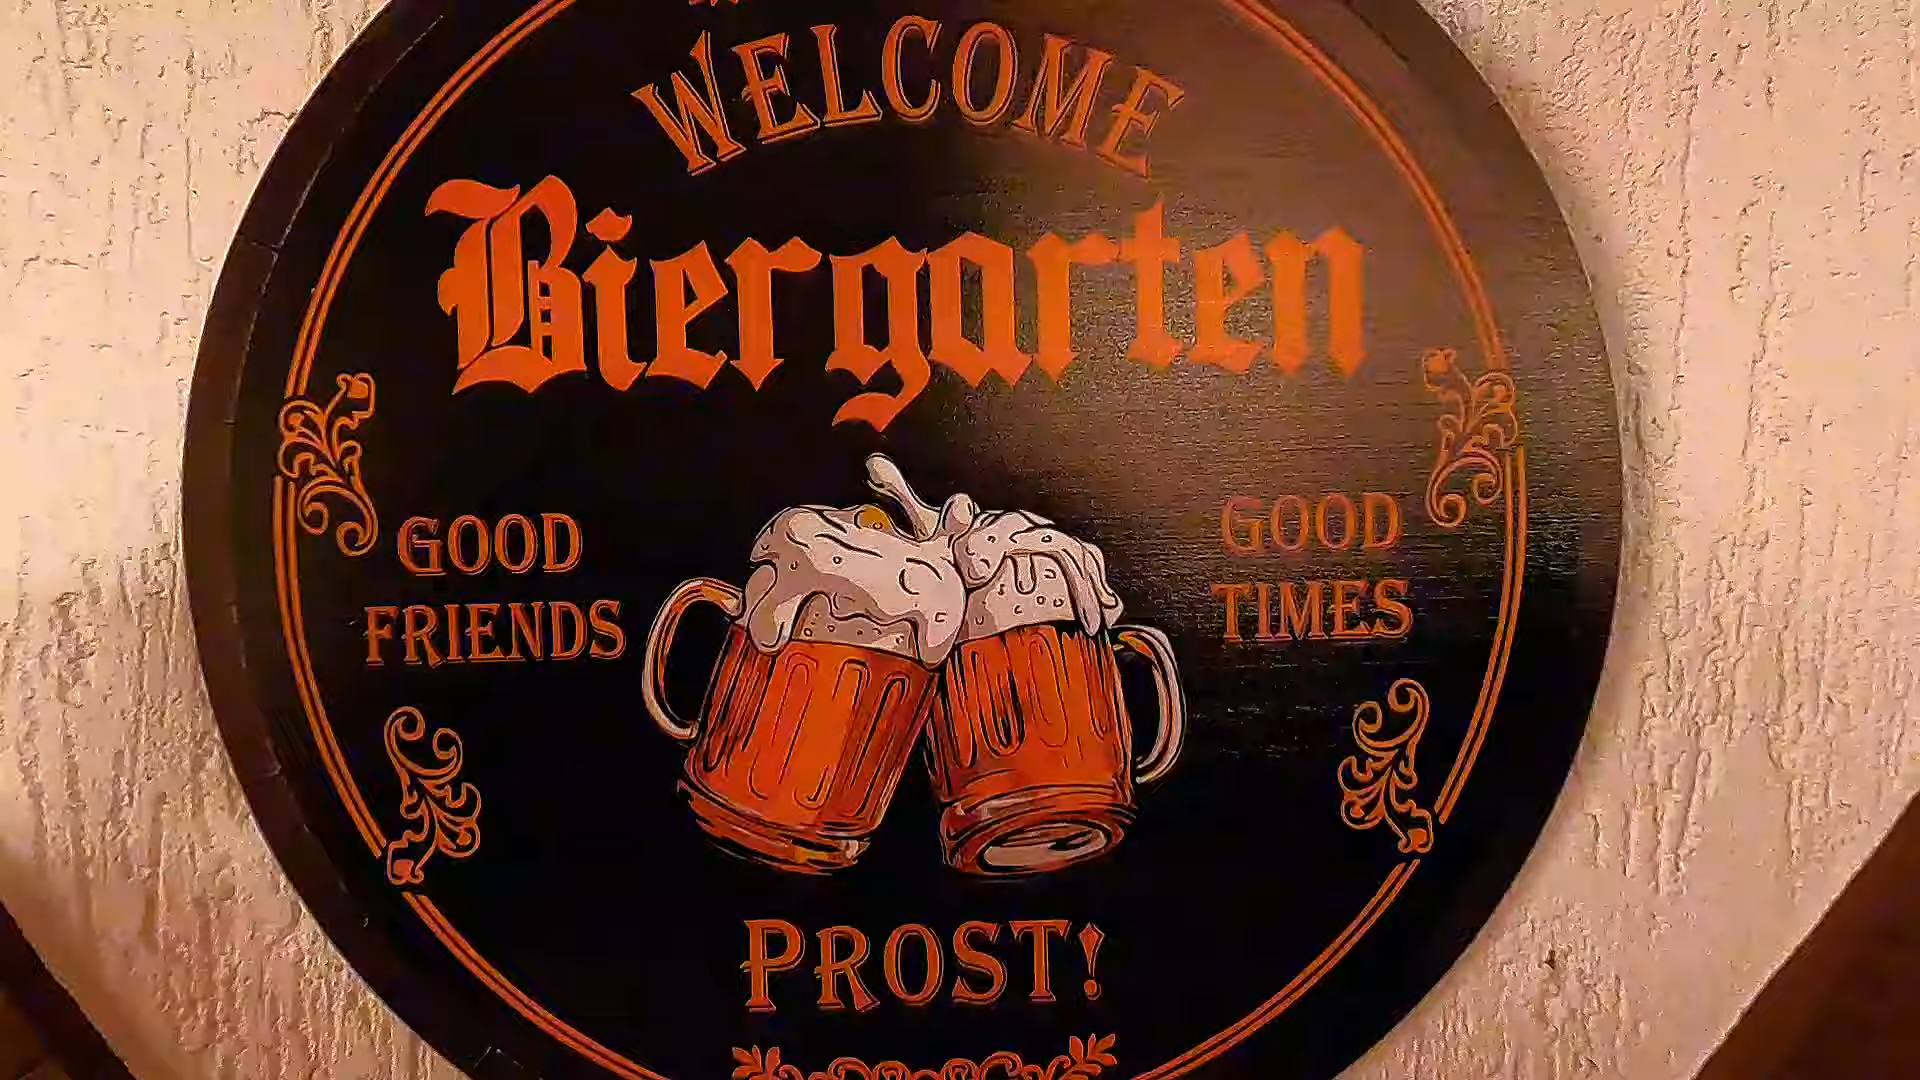 WELCOME
Biergarten
GOOD
FRIENDS
GOOD
TIMES
PROST!